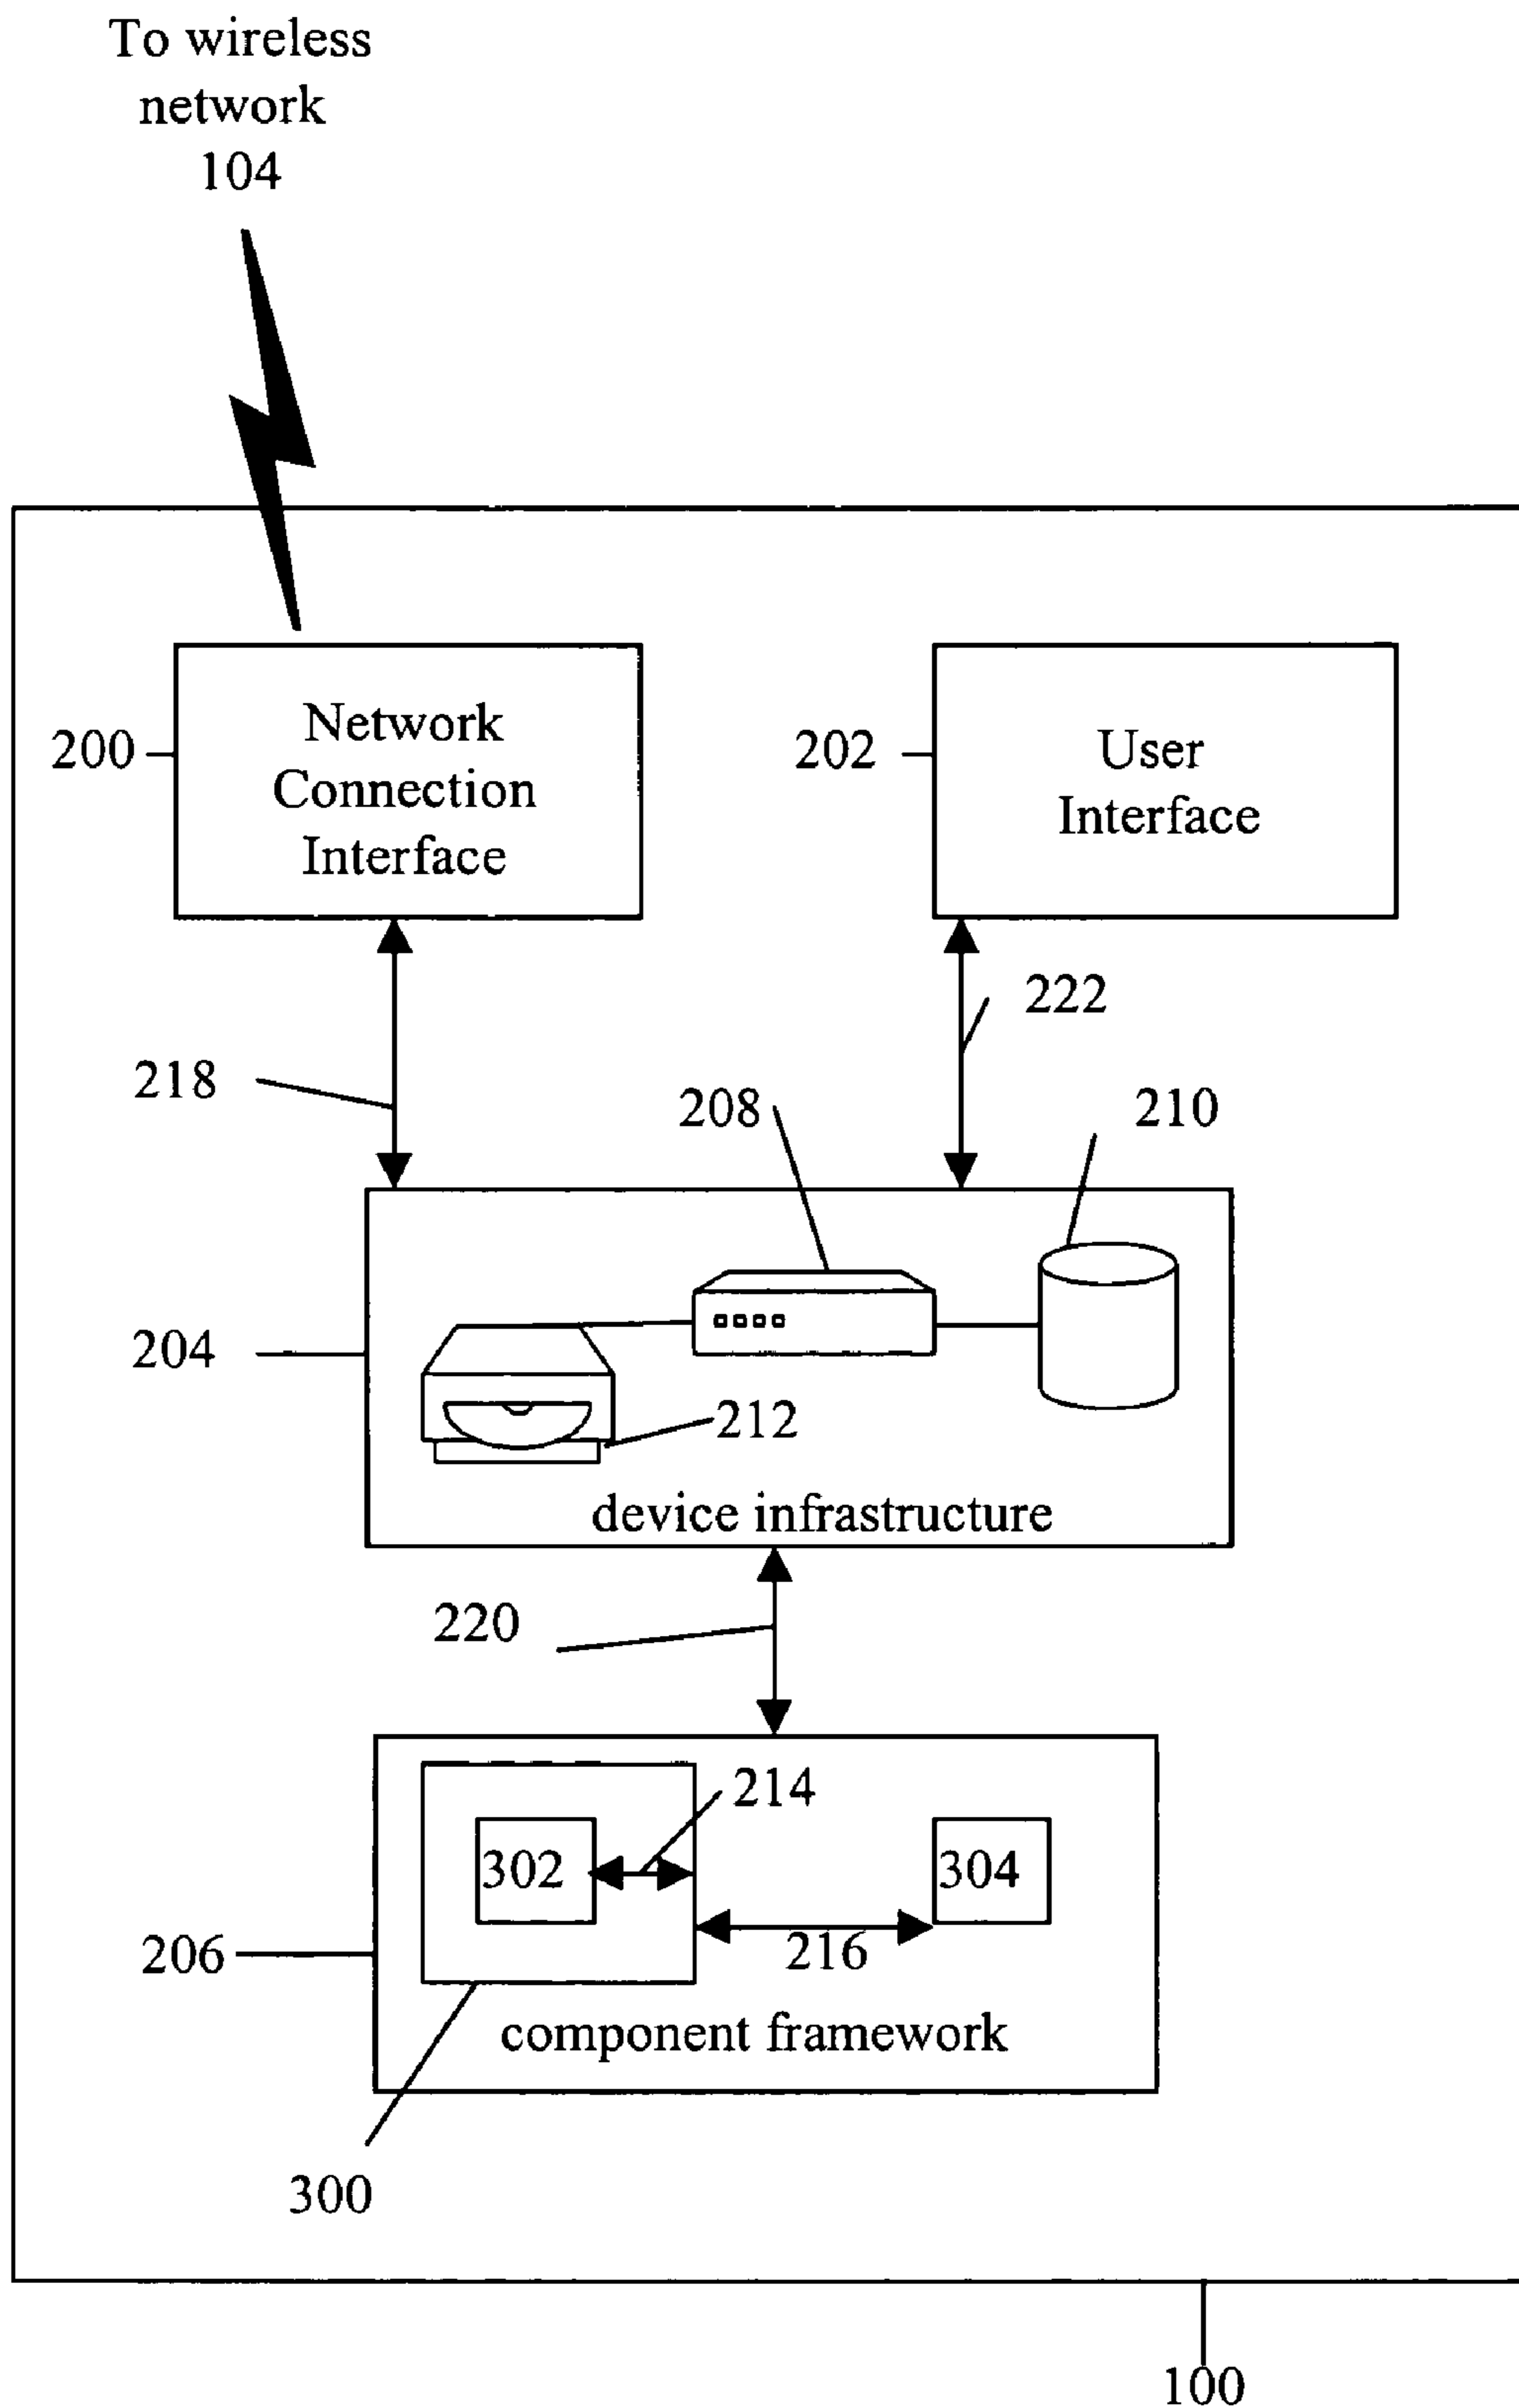 To wireless
network
104
200
Network
Connection
Interface
202
User
Interface
222
218
208
210
204
212
device infrastructure
220
214
302
304
216
206
component framework
300
100